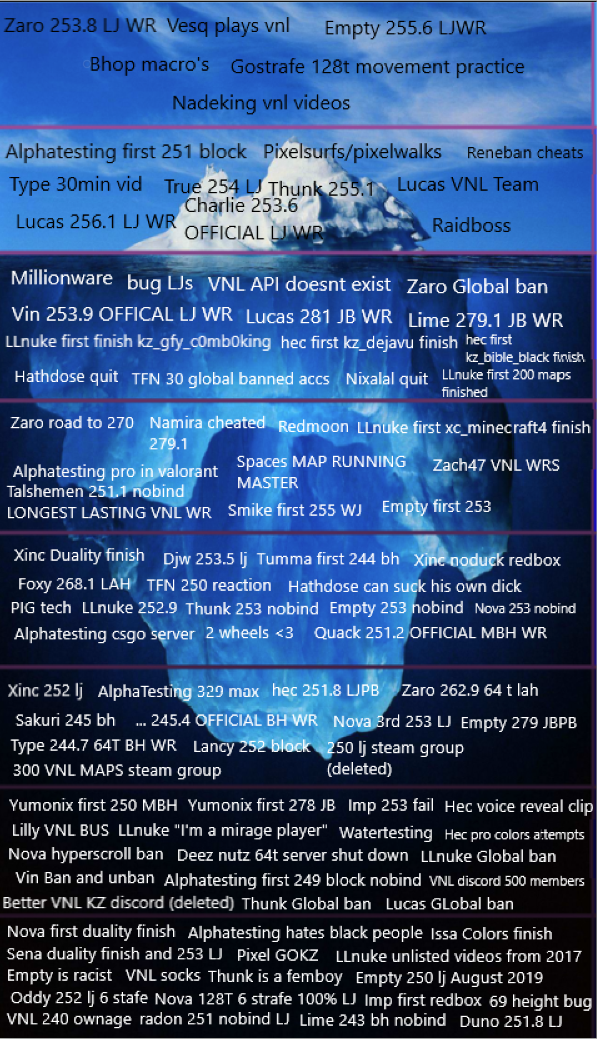 Zaro 253.8 LJ WR Vesq plays vnl Empty 255.6 LJWR
Bhop macro's Gostrafe 128t movement practice
Nadeking vnl videos
Alphatesting first 251 block Pixelsurfs/pixelwalks Reneban cheats
Type 30min vid True 254 LJ Thunk 255.1 Lucas VNL Team
Lucas 256.1 LJ WR Charlie 253.6
OFFICIAL LJ WR Raidboss
Millionware bug LJs VNL API doesnt exist Zaro Global ban
Vin 253.9 OFFICAL LJ WR Lucas 281 JB WR Lime 279.1 JB WR
LLnuke first finish kz_gfy_c0mb0king hec first kz_dejavu finish hec first
kz_bible_black finish
Hathdose quit TFN 30 global banned accs Nixalal quit LLnuke first 200 maps
finished
Zaro road to 270 Namira cheated
279.1 Redmoon LLnuke first xc_minecraft4 finish
Alphatesting pro in valorant Spaces MAP RUNNING
MASTER Zach47 VNL WRS
Talshemen 251.1 nobind
LONGEST LASTING VNL WR Smike first 255 WJ Empty first 253
Xinc Duality finish Djw 253.5 lj Tumma first 244 bh Xinc noduck redbox
Foxy 268.1 LAH TFN 250 reaction Hathdose can suck his own dick
PIG tech LLnuke 252.9 Thunk 253 nobind Empty 253 nobind Nova 253 nobind
Alphatesting csgo server 2 wheels <3 Quack 251.2 OFFICIAL MBH WR
Xinc 252 lj AlphaTesting 329 max hec 251.8 LJPB Zaro 262.9 64 t lah
Sakuri 245 bh ... 245.4 OFFICIAL BH WR Nova 3rd 253 LJ Empty 279 JBPB
Type 244.7 64T BH WR Lancy 252 block 250 lj steam group
(deleted)
300 VNL MAPS steam group
Yumonix first 250 MBH Yumonix first 278 JB Imp 253 fail Hec voice reveal clip
Lilly VNL BUS LLnuke "I'm a mirage player" Watertesting Hec pro colors attempts
Nova hyperscroll ban Deez nutz 64t server shut down LLnuke Global ban
Vin Ban and unban Alphatesting first 249 block nobind VNL discord 500 members
Better VNL KZ discord (deleted) Thunk Global ban Lucas GLobal ban
Nova first duality finish Alphatesting hates black people Issa Colors finish
Sena duality finish and 253 LJ Pixel GOKZ LLnuke unlisted videos from 2017
Empty is racist VNL socks Thunk is a femboy Empty 250 lj August 2019
Oddy 252 lj 6 stafe Nova 128T 6 strafe 100% LJ Imp first redbox 69 height bug
VNL 240 ownage radon 251 nobind LJ Lime 243 bh nobind Duno 251.8 LJ